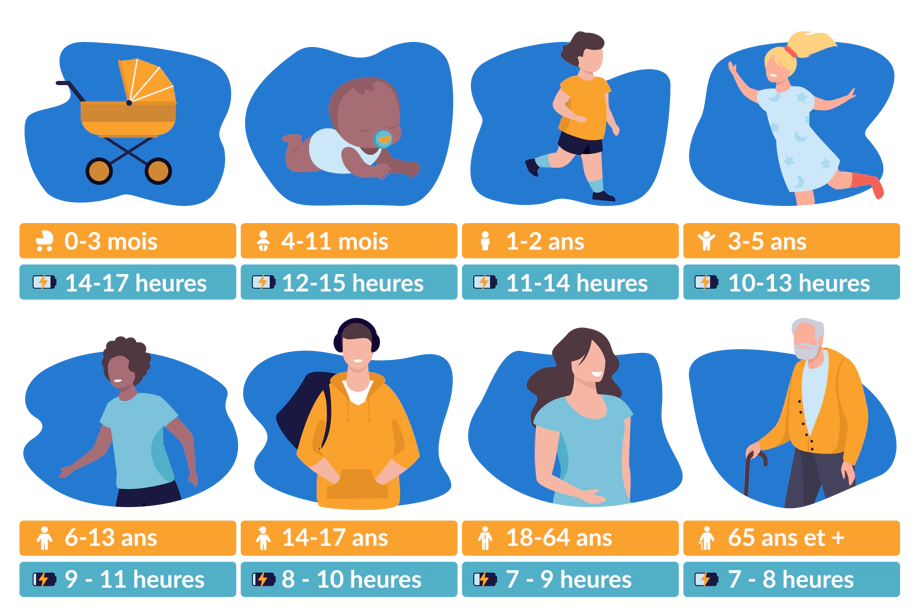 0-3 mois
4-11 mois
1-2 ans
3-5 ans
14-17 heures
12-15 heures
11-14 heures
10-13 heures
6-13 ans
14-17 ans
18-64 ans
65 ans et +
9 - 11 heures
8 - 10 heures
7 - 9 heures
7 - 8 heures